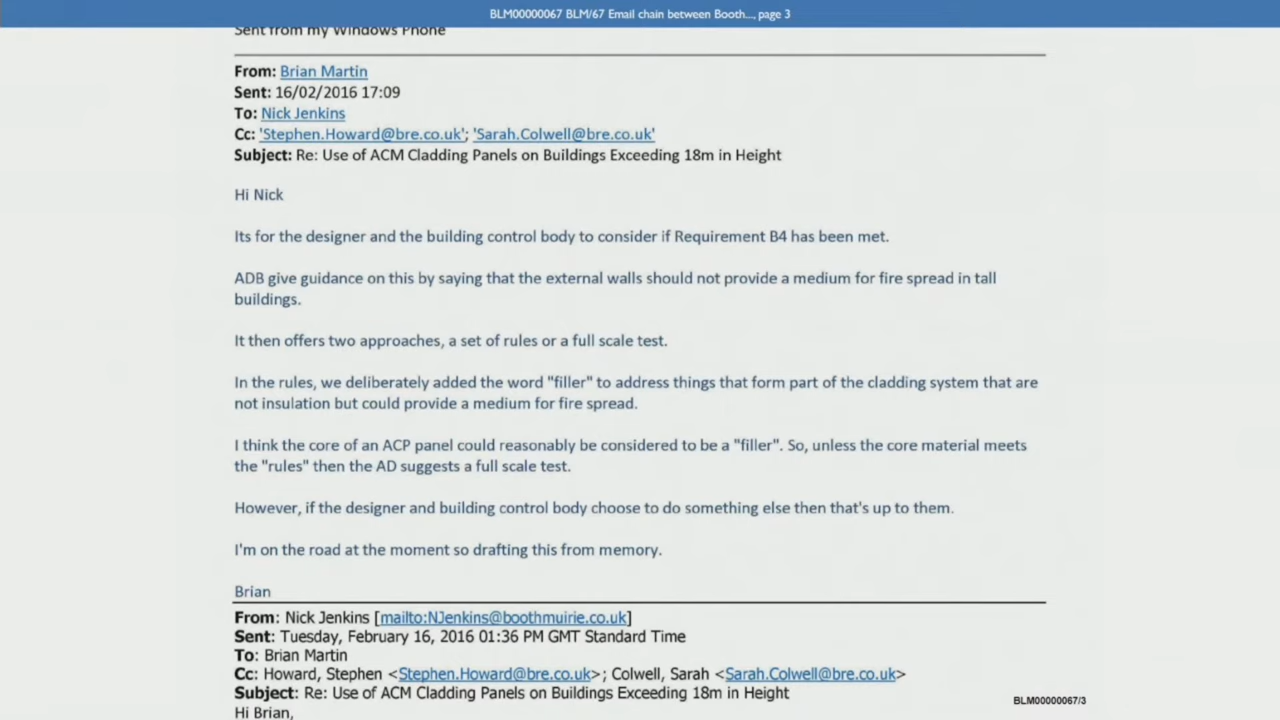 BLM00000067 BLM/67 Email chain between Booth..., page 3
Sent from my Windows Phone
From: Brian Martin
Sent: 16/02/2016 17:09
To: Nick Jenkins
Cc: 'Stephen.Howard@bre.co.uk'; 'Sarah.Colwell@bre.co.uk'
Subject: Re: Use of ACM Cladding Panels on Buildings Exceeding 18m in Height
Hi Nick
Its for the designer and the building control body to consider if Requirement B4 has been met.
ADB give guidance on this by saying that the external walls should not provide a medium for fire spread in tall
buildings.
It then offers two approaches, a set of rules or a full scale test.
In the rules, we deliberately added the word "filler" to address things that form part of the cladding system that are
not insulation but could provide a medium for fire spread.
I think the core of an ACP panel could reasonably be considered to be a "filler". So, unless the core material meets
the "rules" then the AD suggests a full scale test.
However, if the designer and building control body choose to do something else then that's up to them.
I'm on the road at the moment so drafting this from memory.
Brian
From: Nick Jenkins [mailto:NJenkins@boothmuirie.co.uk]
Sent: Tuesday, February 16, 2016 01:36 PM GMT Standard Time
To: Brian Martin
Cc: Howard, Stephen <Stephen.Howard@bre.co.uk>; Colwell, Sarah <Sarah.Colwell@bre.co.uk>
Subject: Re: Use of ACM Cladding Panels on Buildings Exceeding 18m in Height
Hi Brian,
BLM00000067/3